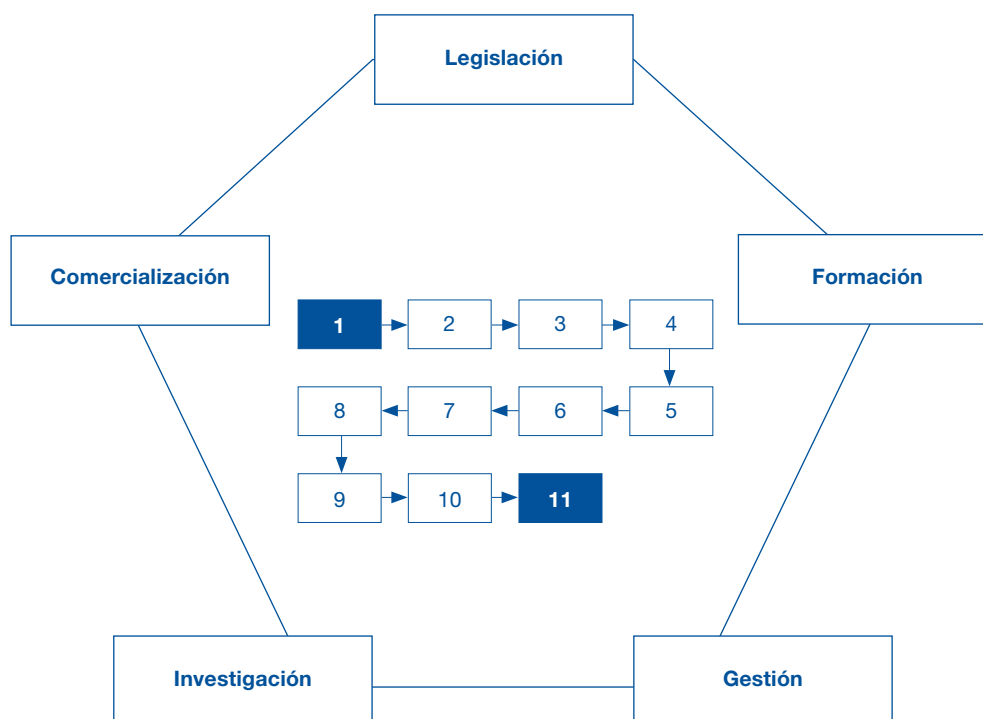 Legislación
Comercialización
Formación
1
2
3
4
8
7
6
5
9
10
11
Investigación
Gestión